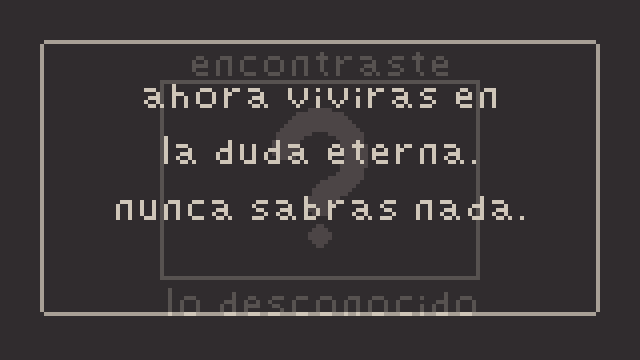 encontraste
ahora viviras en
la duda eterna.
nunca sabras nada.
lo desconocido